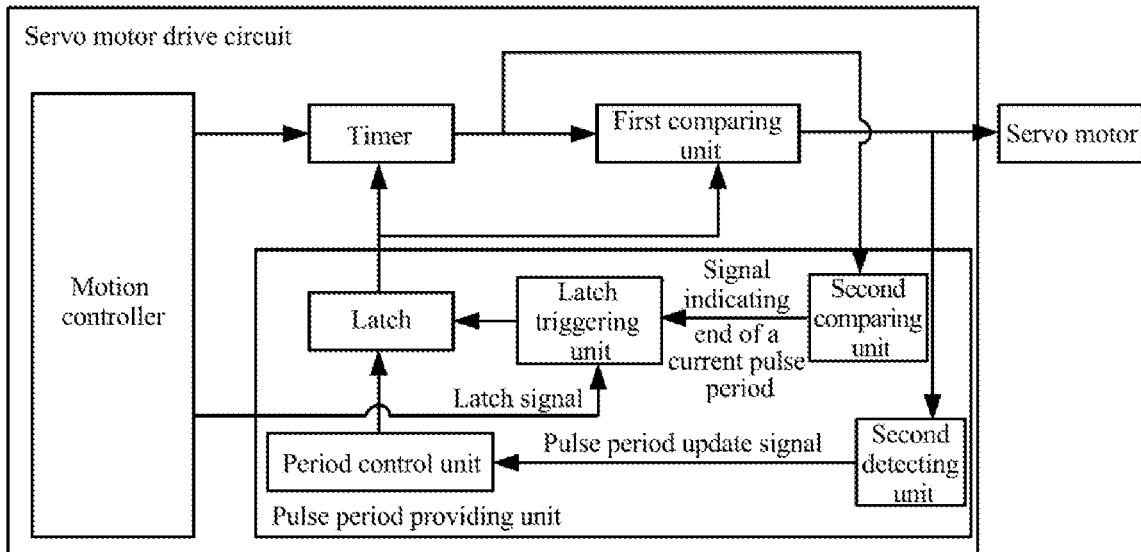 Servo motor drive circuit
Motion
controller
Timer
First comparing
unit
Servo motor
Latch
Latch
triggering
unit
Signal
indicating
end of a
current pulse
period
Second
comparing
unit
Latch signal
Period control unit
Pulse period update signal
Second
detecting
unit
Pulse period providing unit